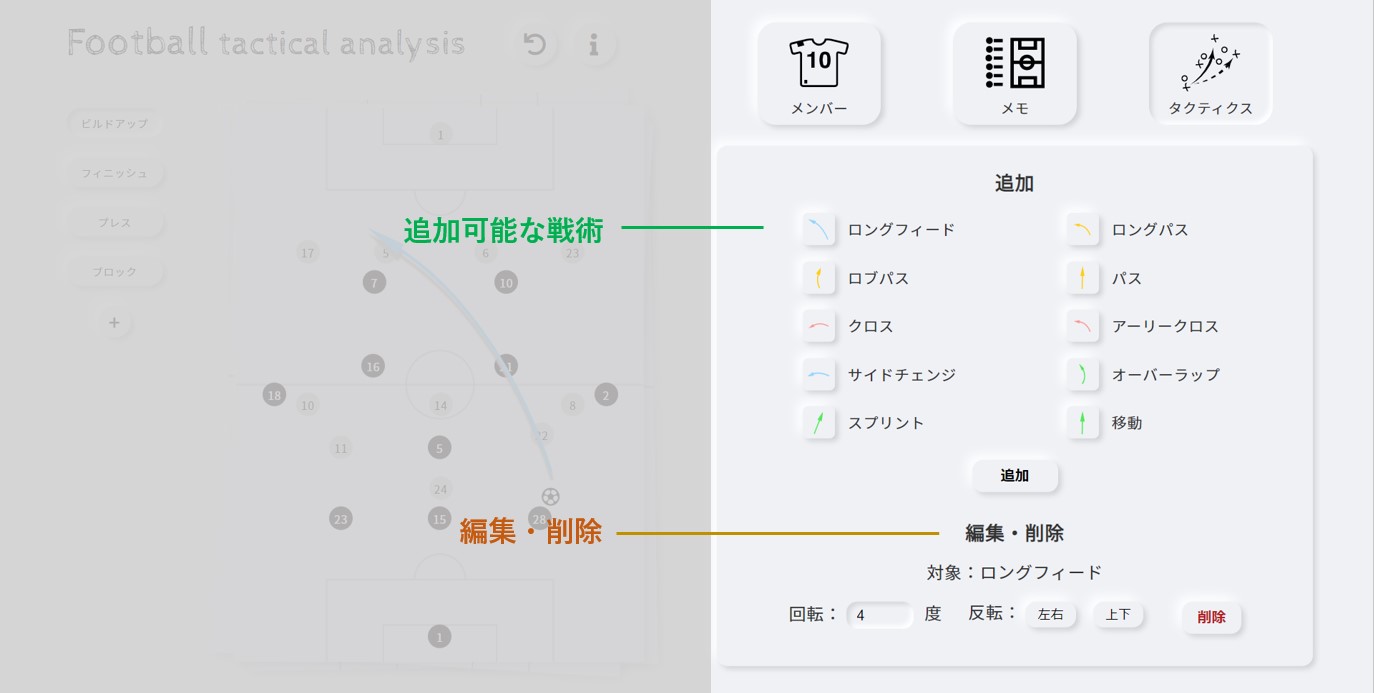 Football tactical analysis
ビルドアップ
フィニッシュ
プレス
ブロック
+
1
17
5
6
23
7
10
16
18
2
10
14
8
11
5
24
23
15
28
1
追加可能な戦術
編集・削除
10
メンバー
メモ
タクティクス
追加
ロングフィード
ロングパス
ロブパス
パス
クロス
アーリークロス
サイドチェンジ
オーバーラップ
スプリント
移動
追加
編集・削除
対象：ロングフィード
回転： 4 度 反転： 左右 上下 削除